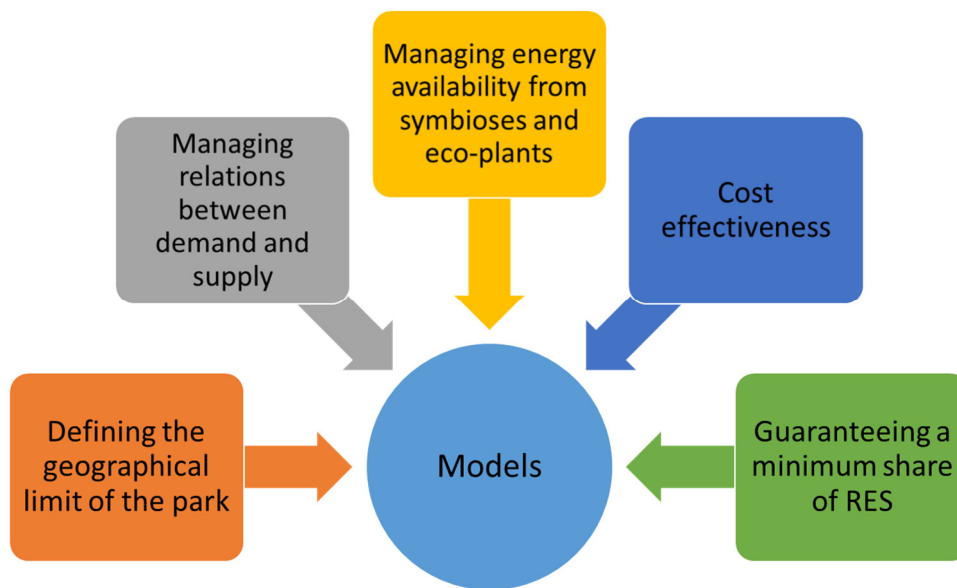 Managing energy
availability from
symbioses and
eco-plants
Managing
relations
between
demand and
supply
Cost
effectiveness
Defining the
geographical
limit of the park
Models
Guaranteeing a
minimum share
of RES